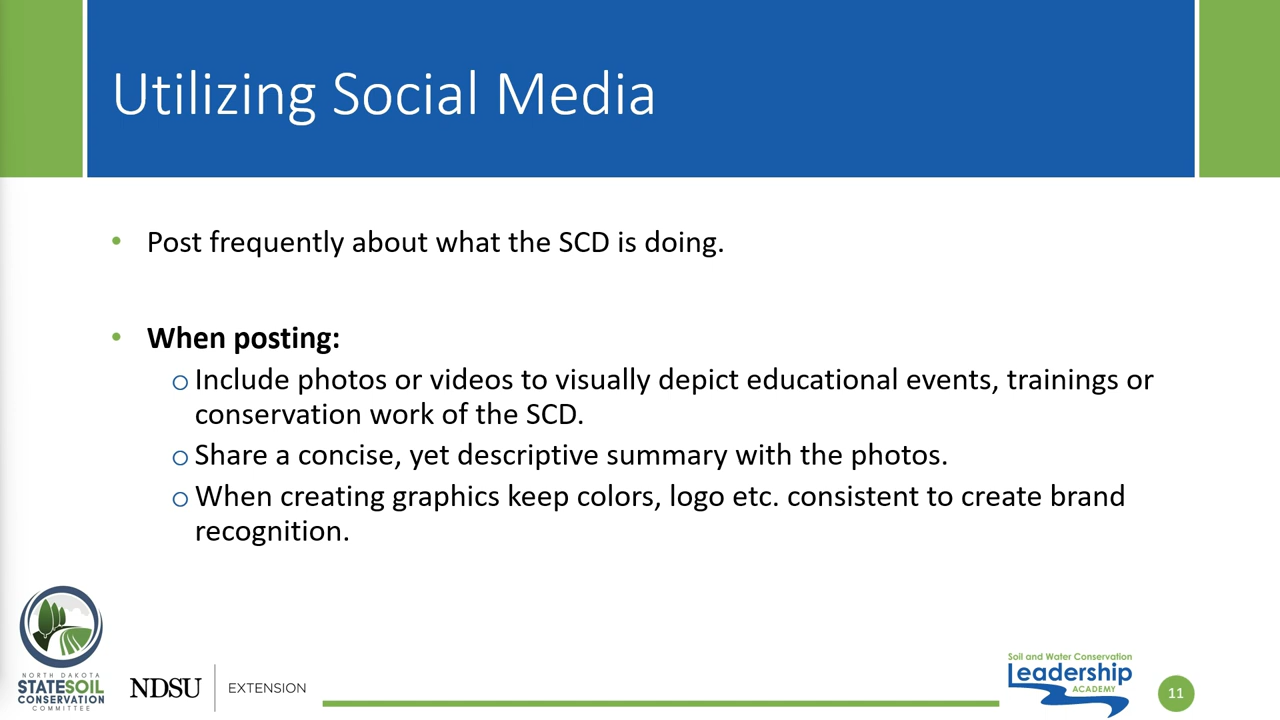 Utilizing Social Media
• Post frequently about what the SCD is doing.
• When posting:
o Include photos or videos to visually depict educational events, trainings or
conservation work of the SCD.
o Share a concise, yet descriptive summary with the photos.
o When creating graphics keep colors, logo etc. consistent to create brand
recognition.
NORTH DAKOTA
STATESOIL
CONSERVATION
COMMITTEE
NDSU EXTENSION
Soil and Water Conservation
Leadership
ACADEMY
11